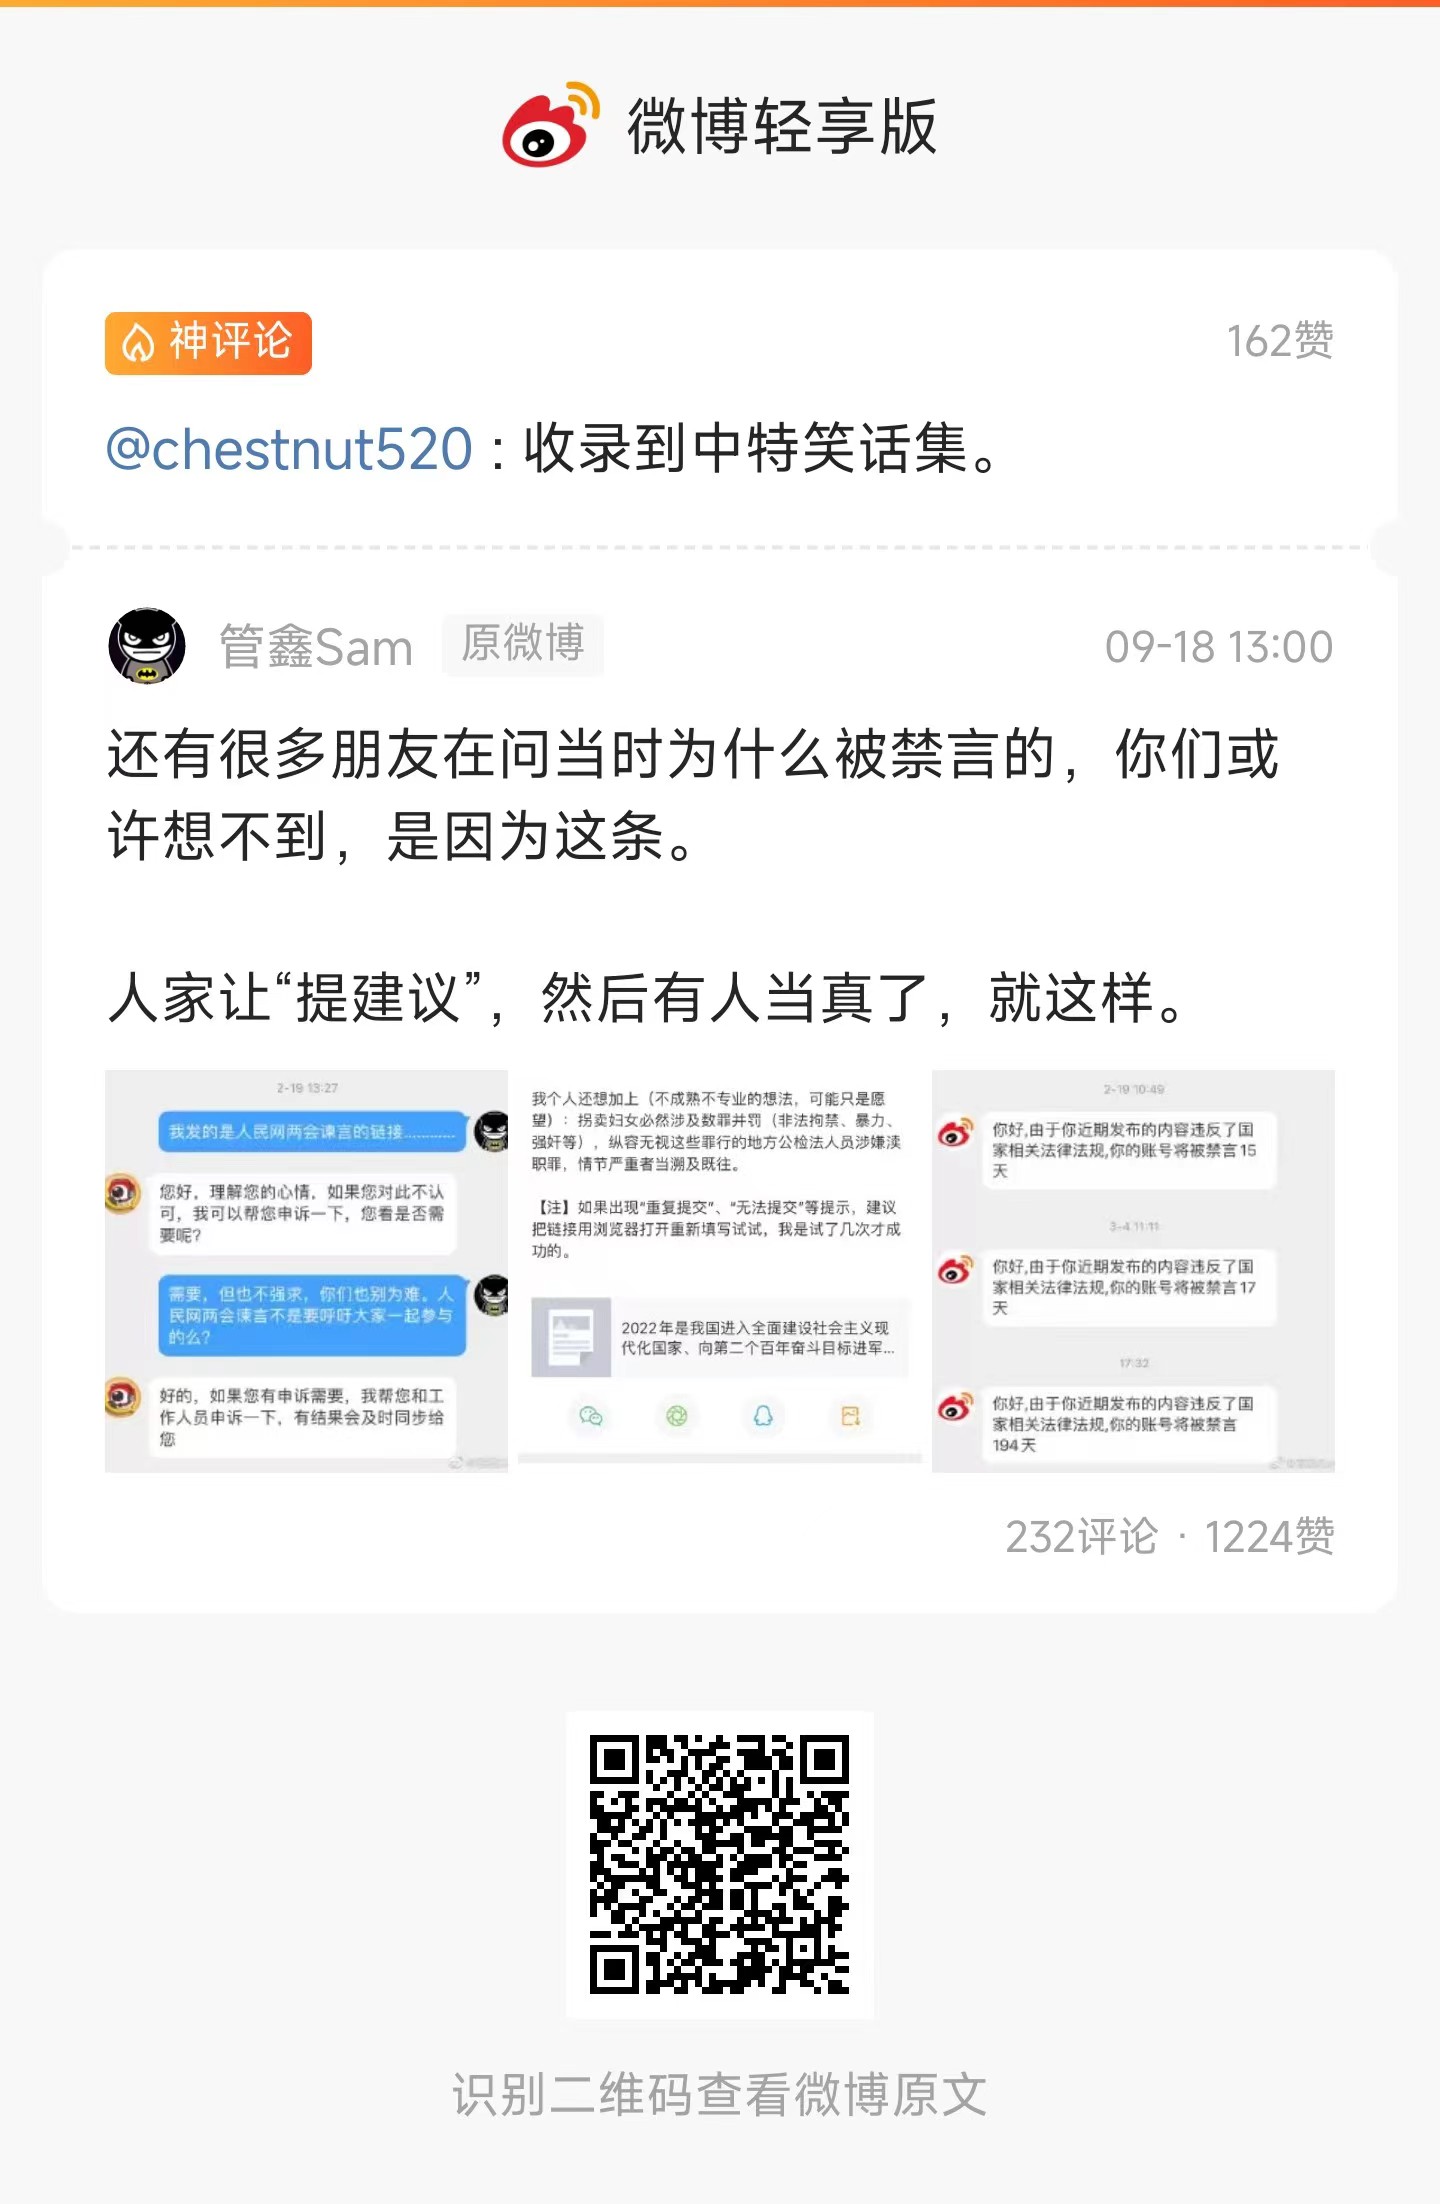 微博轻享版
神评论
162赞
@chestnut520 : 收录到中特笑话集。
管鑫Sam
原微博
09-18 13:00
还有很多朋友在问当时为什么被禁言的，你们或
许想不到，是因为这条。
人家让“提建议”，然后有人当真了，就这样。
2-19 13:27
我发的是人民网两会谏言的链接…………
您好，理解您的心情，如果您对此不认
可，我可以帮您申诉一下，您看是否需
要呢？
需要，但也不强求，你们也别为难。人
民网两会谏言不是要呼吁大家一起参与
的么？
好的，如果您有申诉需要，我帮您和工
作人员申诉一下，有结果会及时同步给
您
我个人还想加上（不成熟不专业的想法，可能只是愿
望）：拐卖妇女必然涉及数罪并罚（非法拘禁、暴力、
强奸等），纵容无视这些罪行的地方公检法人员涉嫌渎
职罪，情节严重者当溯及既往。
【注】如果出现“重复提交”、“无法提交”等提示，建议
把链接用浏览器打开重新填写试试，我是试了几次才成
功的。
2022年是我国进入全面建设社会主义现
代化国家、向第二个百年奋斗目标进军...
2-19 10:49
你好,由于你近期发布的内容违反了国
家相关法律法规,你的账号将被禁言15
天
3-4 11:11
你好,由于你近期发布的内容违反了国
家相关法律法规,你的账号将被禁言17
天
17:32
你好,由于你近期发布的内容违反了国
家相关法律法规,你的账号将被禁言
194天
232评论 · 1224赞
识别二维码查看微博原文